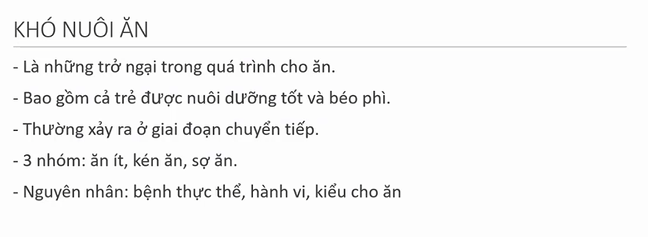 KHÓ NUÔI ĂN
- Là những trở ngại trong quá trình cho ăn.
- Bao gồm cả trẻ được nuôi dưỡng tốt và béo phì.
- Thường xảy ra ở giai đoạn chuyển tiếp.
- 3 nhóm: ăn ít, kén ăn, sợ ăn.
- Nguyên nhân: bệnh thực thể, hành vi, kiểu cho ăn